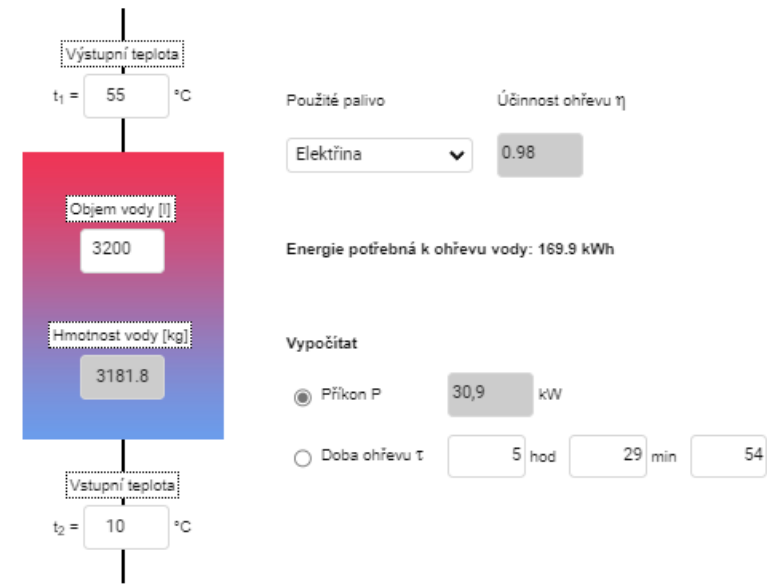 Výstupní teplota
t₁ = 55 °C
Použité palivo
Účinnost ohřevu η
Elektřina
0.98
Objem vody [l]
3200
Energie potřebná k ohřevu vody: 169.9 kWh
Hmotnost vody [kg]
3181.8
Vypočítat
Příkon P 30,9 kW
Doba ohřevu τ 5 hod 29 min 54
Vstupní teplota
t₂ = 10 °C